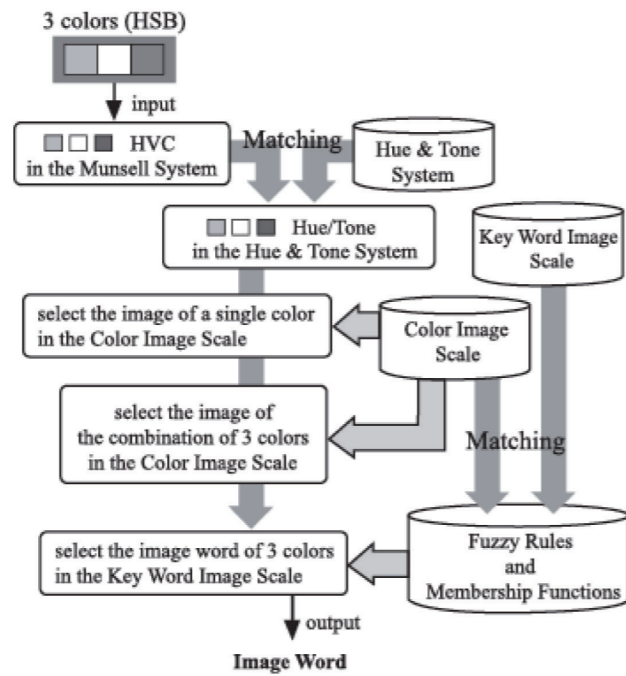 3 colors (HSB)
input
HVC
in the Munsell System
Matching
Hue & Tone
System
Hue/Tone
in the Hue & Tone System
Key Word Image
Scale
select the image of a single color
in the Color Image Scale
Color Image
Scale
select the image of
the combination of 3 colors
in the Color Image Scale
Matching
select the image word of 3 colors
in the Key Word Image Scale
Fuzzy Rules
and
Membership Functions
output
Image Word